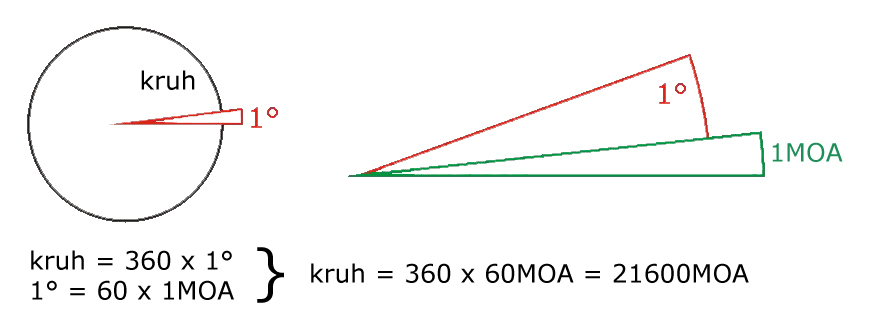 kruh
1°
1°
1MOA
kruh = 360 x 1°
1° = 60 x 1MOA
} kruh = 360 x 60MOA = 21600MOA